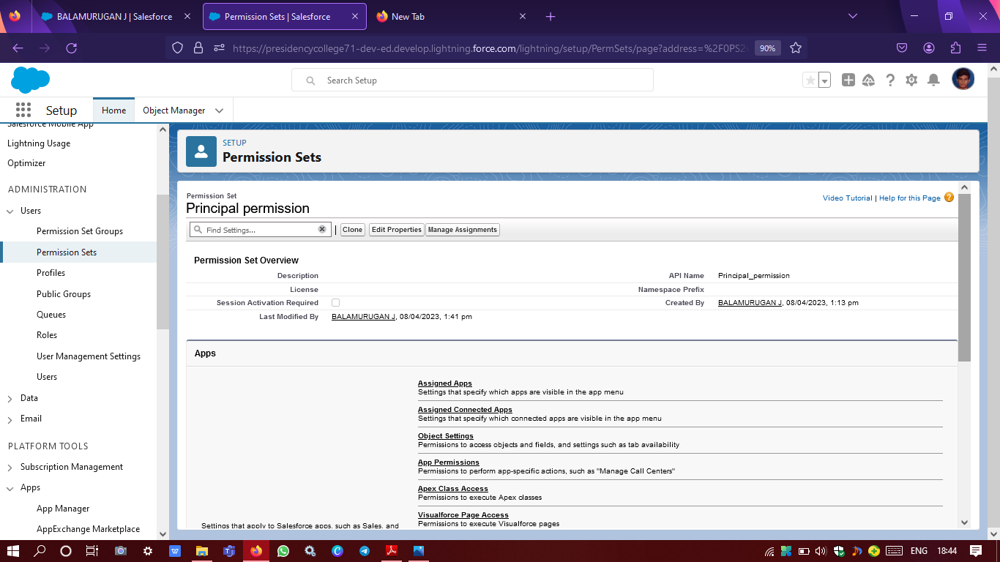 BALAMURUGAN J | Salesforce
Permission Sets | Salesforce
New Tab
https://presidencycollege71-dev-ed.develop.lightning.force.com/lightning/setup/PermSets/page?address=%2F0PS2
90%
Search Setup
Setup
Home
Object Manager
Salesforce Mobile App
Lightning Usage
Optimizer
ADMINISTRATION
Users
Permission Set Groups
Permission Sets
Profiles
Public Groups
Queues
Roles
User Management Settings
Users
Data
Email
PLATFORM TOOLS
Subscription Management
Apps
App Manager
AppExchange Marketplace
SETUP
Permission Sets
Permission Set
Principal permission
Video Tutorial | Help for this Page
Find Settings...
Clone
Edit Properties
Manage Assignments
Permission Set Overview
Description
API Name Principal_permission
License
Namespace Prefix
Session Activation Required
Created By BALAMURUGAN J, 08/04/2023, 1:13 pm
Last Modified By BALAMURUGAN J, 08/04/2023, 1:41 pm
Apps
Settings that apply to Salesforce apps, such as Sales, and
Assigned Apps
Settings that specify which apps are visible in the app menu
Assigned Connected Apps
Settings that specify which connected apps are visible in the app menu
Object Settings
Permissions to access objects and fields, and settings such as tab availability
App Permissions
Permissions to perform app-specific actions, such as "Manage Call Centers"
Apex Class Access
Permissions to execute Apex classes
Visualforce Page Access
Permissions to execute Visualforce pages
ENG
18:44